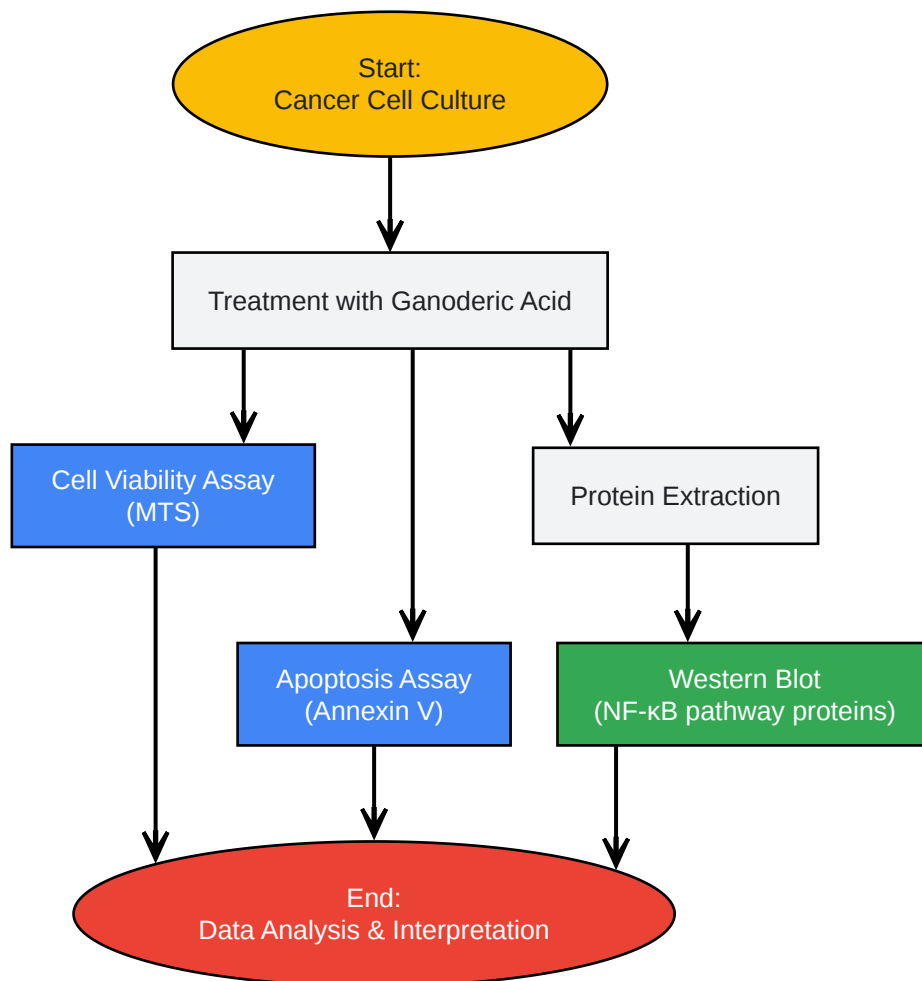 Start:
Cancer Cell Culture
Treatment with Ganoderic Acid
Cell Viability Assay
(MTS)
Protein Extraction
Apoptosis Assay
(Annexin V)
Western Blot
(NF-κB pathway proteins)
End:
Data Analysis & Interpretation